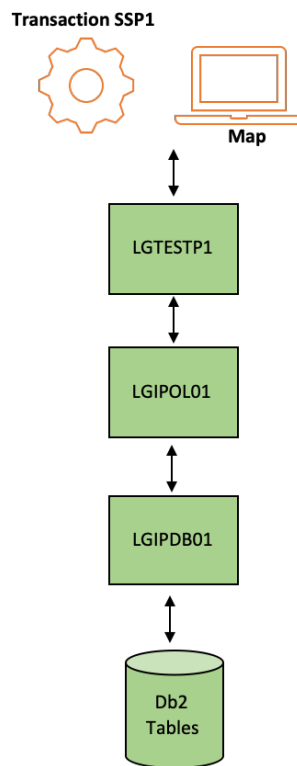 Transaction SSP1
Map
LGTESTP1
LGIPOL01
LGIPDB01
Db2
Tables